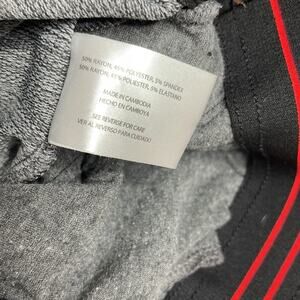 50% RAYON, 45% POLYESTER, 5% SPANDEX
50% RAYON, 45% POLIESTER, 5% ELASTANO
MADE IN CAMBODIA
HECHO EN CAMBOYA
SEE REVERSE FOR CARE
VER AL REVERSO PARA CUIDADO